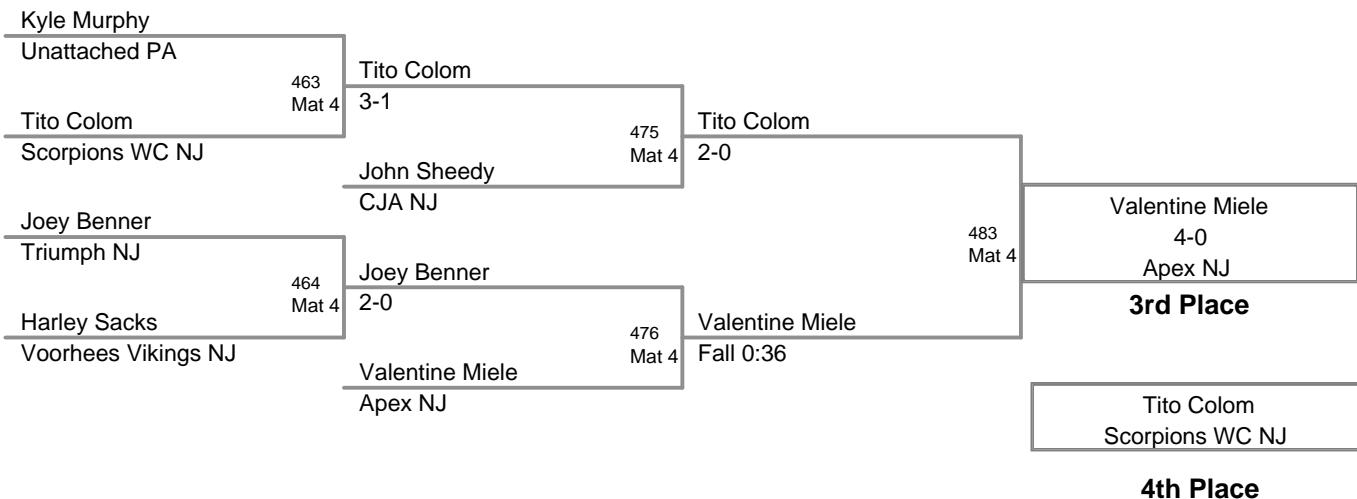 Kyle Murphy
Unattached PA
463
Mat 4
Tito Colom
3-1
Tito Colom
Scorpions WC NJ
475
Mat 4
Tito Colom
2-0
John Sheedy
CJA NJ
Joey Benner
Triumph NJ
464
Mat 4
Joey Benner
2-0
Harley Sacks
Voorhees Vikings NJ
476
Mat 4
Valentine Miele
Fall 0:36
Valentine Miele
Apex NJ
483
Mat 4
Valentine Miele
4-0
Apex NJ
3rd Place
Tito Colom
Scorpions WC NJ
4th Place